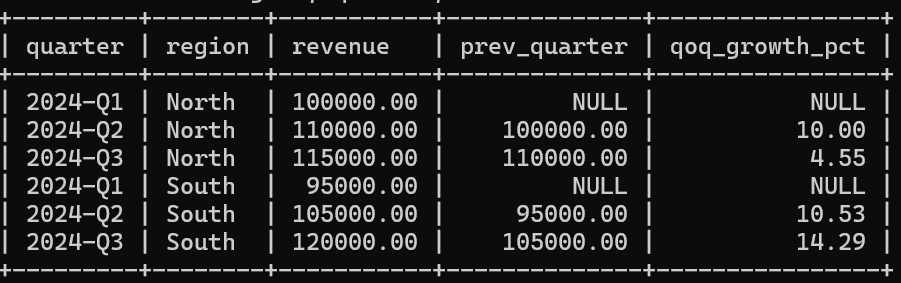 +---------+--------+-----------+--------------+----------------+
| quarter | region | revenue   | prev_quarter | qoq_growth_pct |
+---------+--------+-----------+--------------+----------------+
| 2024-Q1 | North  | 100000.00 |         NULL |           NULL |
| 2024-Q2 | North  | 110000.00 |    100000.00 |          10.00 |
| 2024-Q3 | North  | 115000.00 |    110000.00 |           4.55 |
| 2024-Q1 | South  |  95000.00 |         NULL |           NULL |
| 2024-Q2 | South  | 105000.00 |     95000.00 |          10.53 |
| 2024-Q3 | South  | 120000.00 |    105000.00 |          14.29 |
+---------+--------+-----------+--------------+----------------+